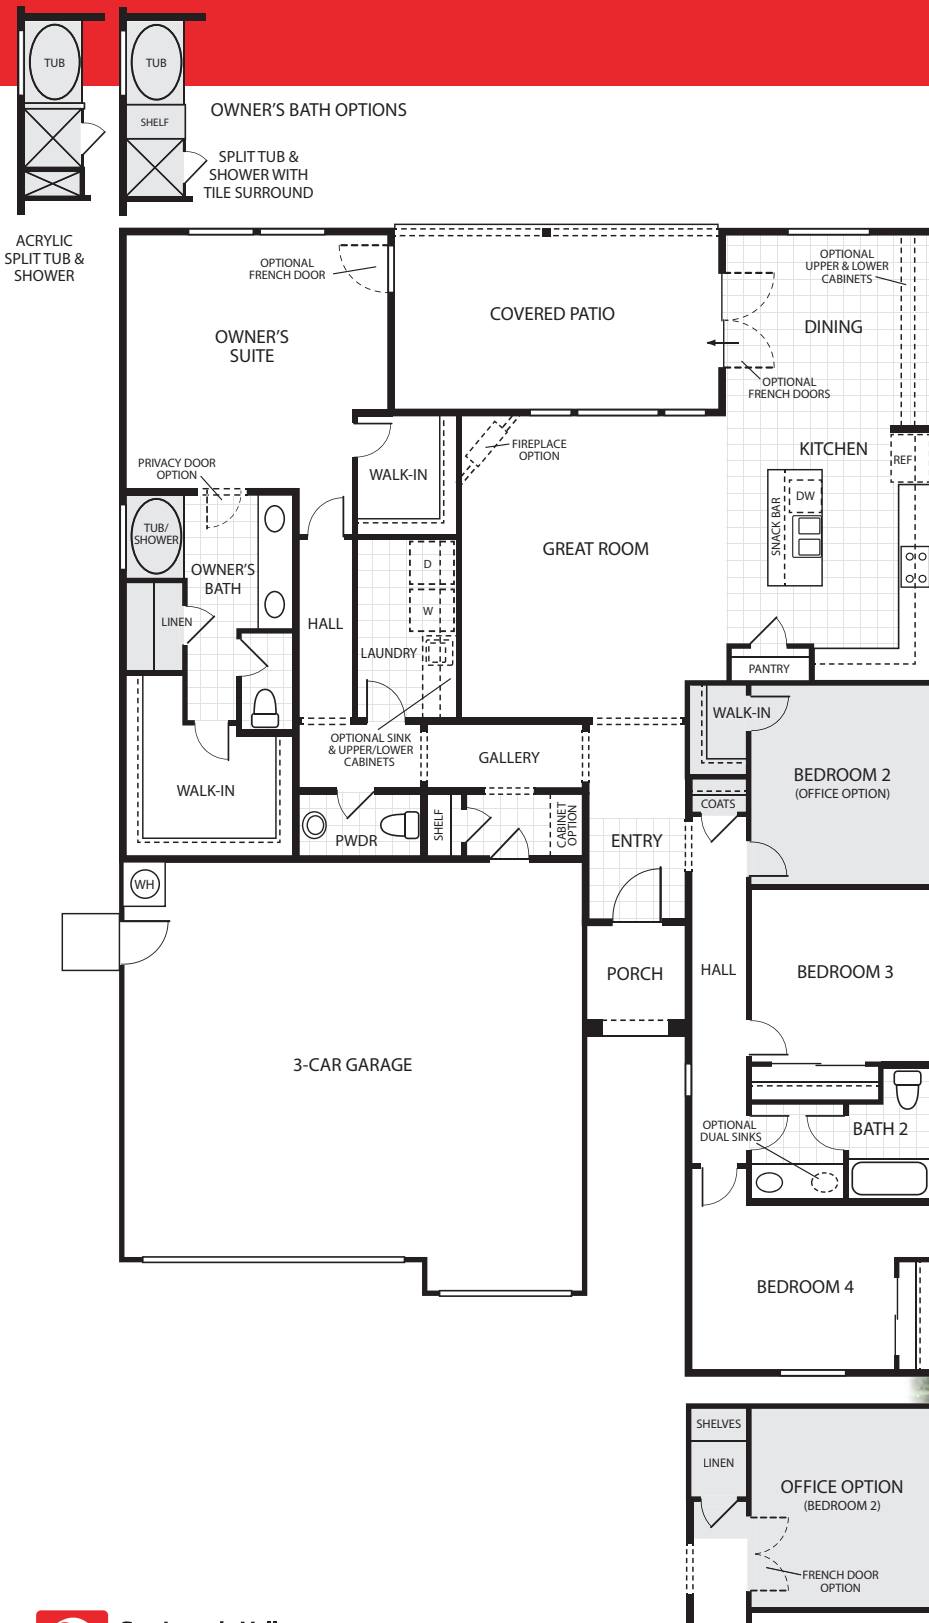 TUB
TUB
SHELF
OWNER'S BATH OPTIONS
SPLIT TUB &
SHOWER WITH
TILE SURROUND
ACRYLIC
SPLIT TUB &
SHOWER
OPTIONAL
FRENCH DOOR
OWNER'S
SUITE
COVERED PATIO
OPTIONAL
UPPER & LOWER
CABINETS
DINING
OPTIONAL
FRENCH DOORS
PRIVACY DOOR
OPTION
WALK-IN
FIREPLACE
OPTION
KITCHEN
REF
DW
SNACK BAR
TUB/
SHOWER
OWNER'S
BATH
GREAT ROOM
D
W
LINEN
HALL
LAUNDRY
PANTRY
OPTIONAL SINK
& UPPER/LOWER
CABINETS
GALLERY
WALK-IN
BEDROOM 2
(OFFICE OPTION)
COATS
WALK-IN
PWDR
SHELF
CABINET
OPTION
ENTRY
WH
PORCH
HALL
BEDROOM 3
3-CAR GARAGE
OPTIONAL
DUAL SINKS
BATH 2
BEDROOM 4
SHELVES
LINEN
OFFICE OPTION
(BEDROOM 2)
FRENCH DOOR
OPTION